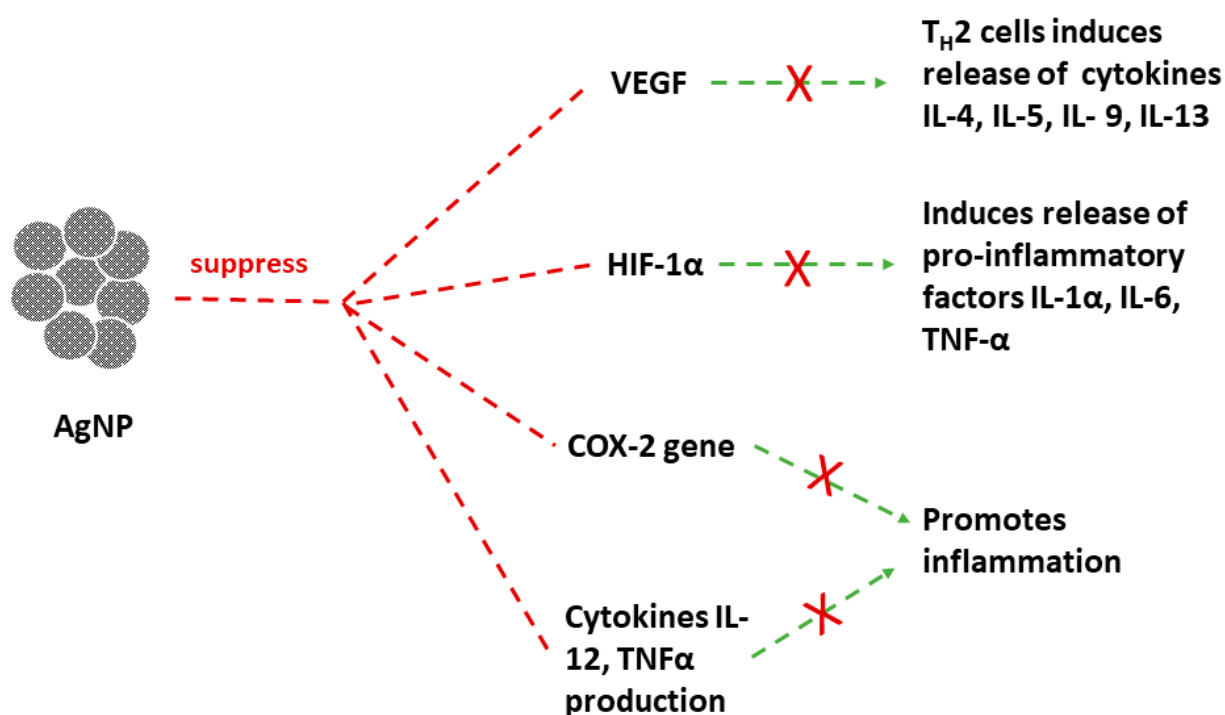 VEGF
T_H2 cells induces
release of cytokines
IL-4, IL-5, IL- 9, IL-13
suppress
HIF-1α
Induces release of
pro-inflammatory
factors IL-1α, IL-6,
TNF-α
AgNP
COX-2 gene
Promotes
inflammation
Cytokines IL-
12, TNFα
production